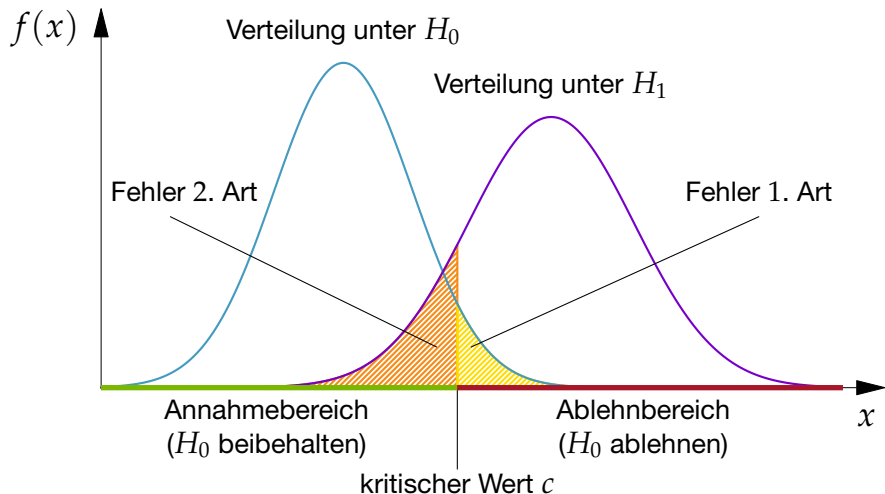 f(x)
Verteilung unter H₀
Verteilung unter H₁
Fehler 2. Art
Fehler 1. Art
Annahmebereich
(H₀ beibehalten)
Ablehnbereich
(H₀ ablehnen)
x
kritischer Wert c